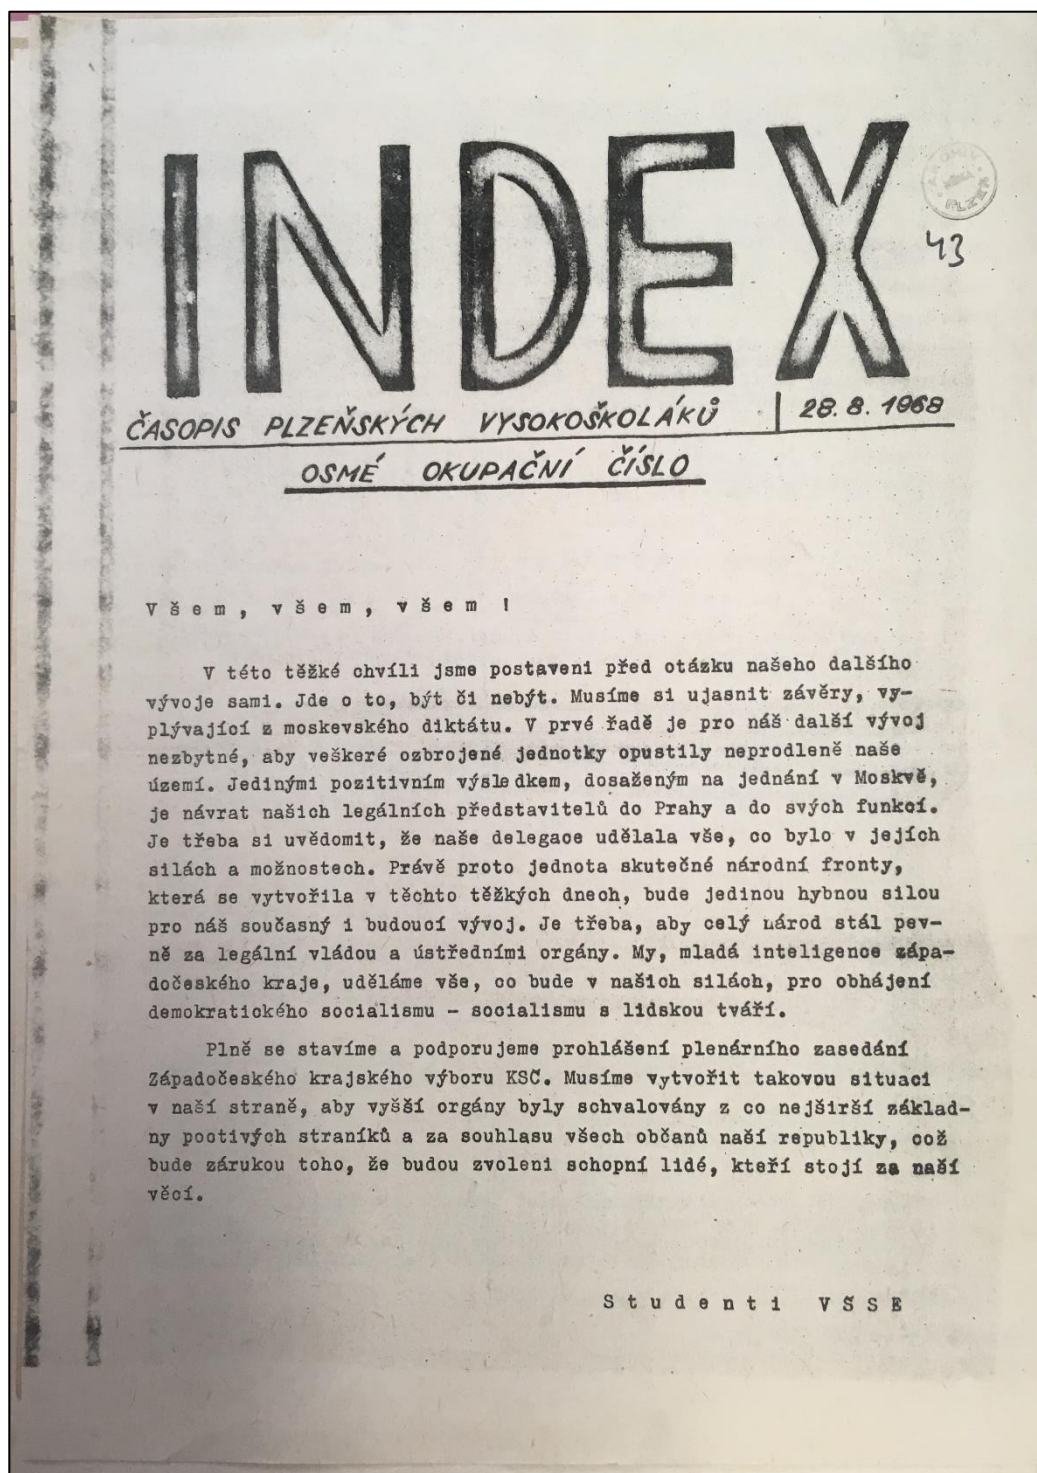 INDEX
ARCHIV
PLZEŇ
43
ČASOPIS PLZEŇSKÝCH VYSOKOŠKOLÁKŮ | 28. 8. 1968
OSMÉ OKUPAČNÍ ČÍSLO
Všem, všem, všem !
V této těžké chvíli jsme postaveni před otázku našeho dalšího
vývoje sami. Jde o to, být či nebýt. Musíme si ujasnit závěry, vy-
plývající z moskevského diktátu. V prvé řadě je pro náš další vývoj
nezbytné, aby veškeré ozbrojené jednotky opustily neprodleně naše
území. Jedinými pozitivním výsledkem, dosaženým na jednání v Moskvě,
je návrat našich legálních představitelů do Prahy a do svých funkcí.
Je třeba si uvědomit, že naše delegace udělala vše, co bylo v jejích
silách a možnostech. Právě proto jednota skutečné národní fronty,
která se vytvořila v těchto těžkých dnech, bude jedinou hybnou silou
pro náš současný i budoucí vývoj. Je třeba, aby celý národ stál pev-
ně za legální vládou a ústředními orgány. My, mladá inteligence zápa-
dočeského kraje, uděláme vše, co bude v našich silách, pro obhájení
demokratického socialismu - socialismu s lidskou tváří.
Plně se stavíme a podporujeme prohlášení plenárního zasedání
Západočeského krajského výboru KSČ. Musíme vytvořit takovou situaci
v naší straně, aby vyšší orgány byly schvalovány z co nejširší základ-
ny poctivých straníků a za souhlasu všech občanů naší republiky, což
bude zárukou toho, že budou zvoleni schopní lidé, kteří stojí za naší
věcí.
Studenti VŠSE